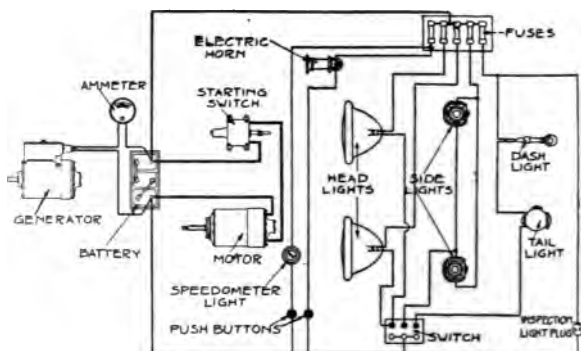 ELECTRIC
HORN
FUSES
AMMETER
STARTING
SWITCH
HEAD
LIGHTS
SIDE
LIGHTS
DASH
LIGHT
GENERATOR
BATTERY
MOTOR
TAIL
LIGHT
SPEEDOMETER
LIGHT
PUSH BUTTONS
SWITCH
INSPECTION
LIGHT PLUG